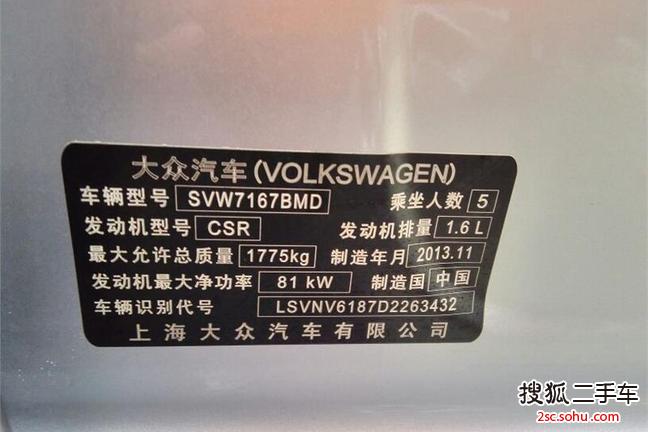 大众汽车(VOLKSWAGEN)
车辆型号 SVW7167BMD 乘坐人数 5
发动机型号 CSR 发动机排量 1.6 L
最大允许总质量 1775kg 制造年月 2013.11
发动机最大净功率 81 kW 制造国 中国
车辆识别代号 LSVNV6187D2263432
上海大众汽车有限公司
搜狐二手车
2sc.sohu.com